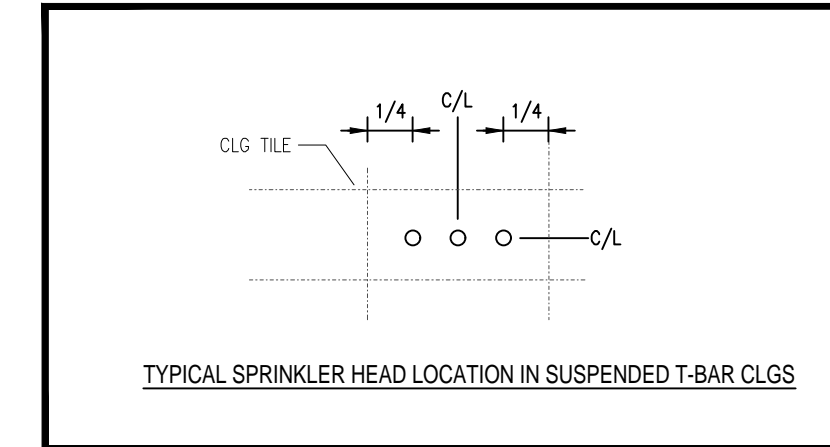 C/L
1/4
1/4
CLG TILE
C/L
TYPICAL SPRINKLER HEAD LOCATION IN SUSPENDED T-BAR CLGS